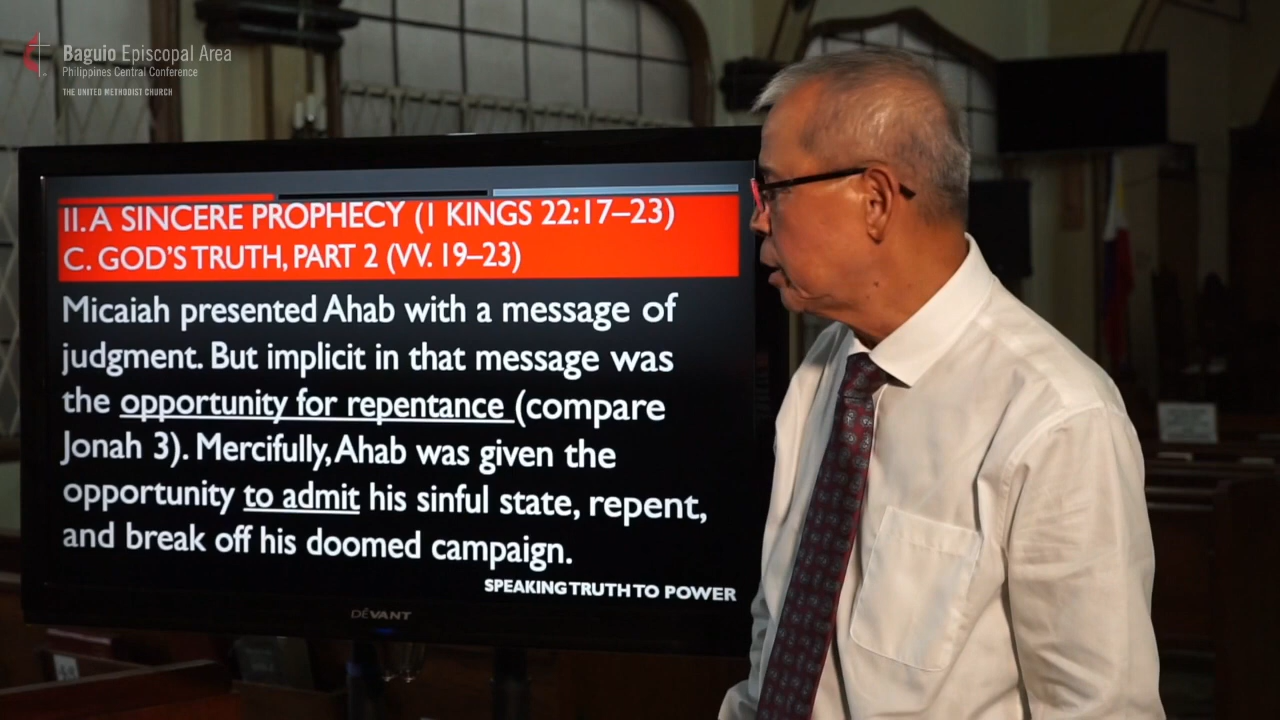 Baguio Episcopal Area
Philippines Central Conference
THE UNITED METHODIST CHURCH
II. A SINCERE PROPHECY (1 KINGS 22:17–23)
C. GOD'S TRUTH, PART 2 (VV. 19–23)
Micaiah presented Ahab with a message of
judgment. But implicit in that message was
the opportunity for repentance (compare
Jonah 3). Mercifully, Ahab was given the
opportunity to admit his sinful state, repent,
and break off his doomed campaign.
SPEAKING TRUTH TO POWER
DEVANT